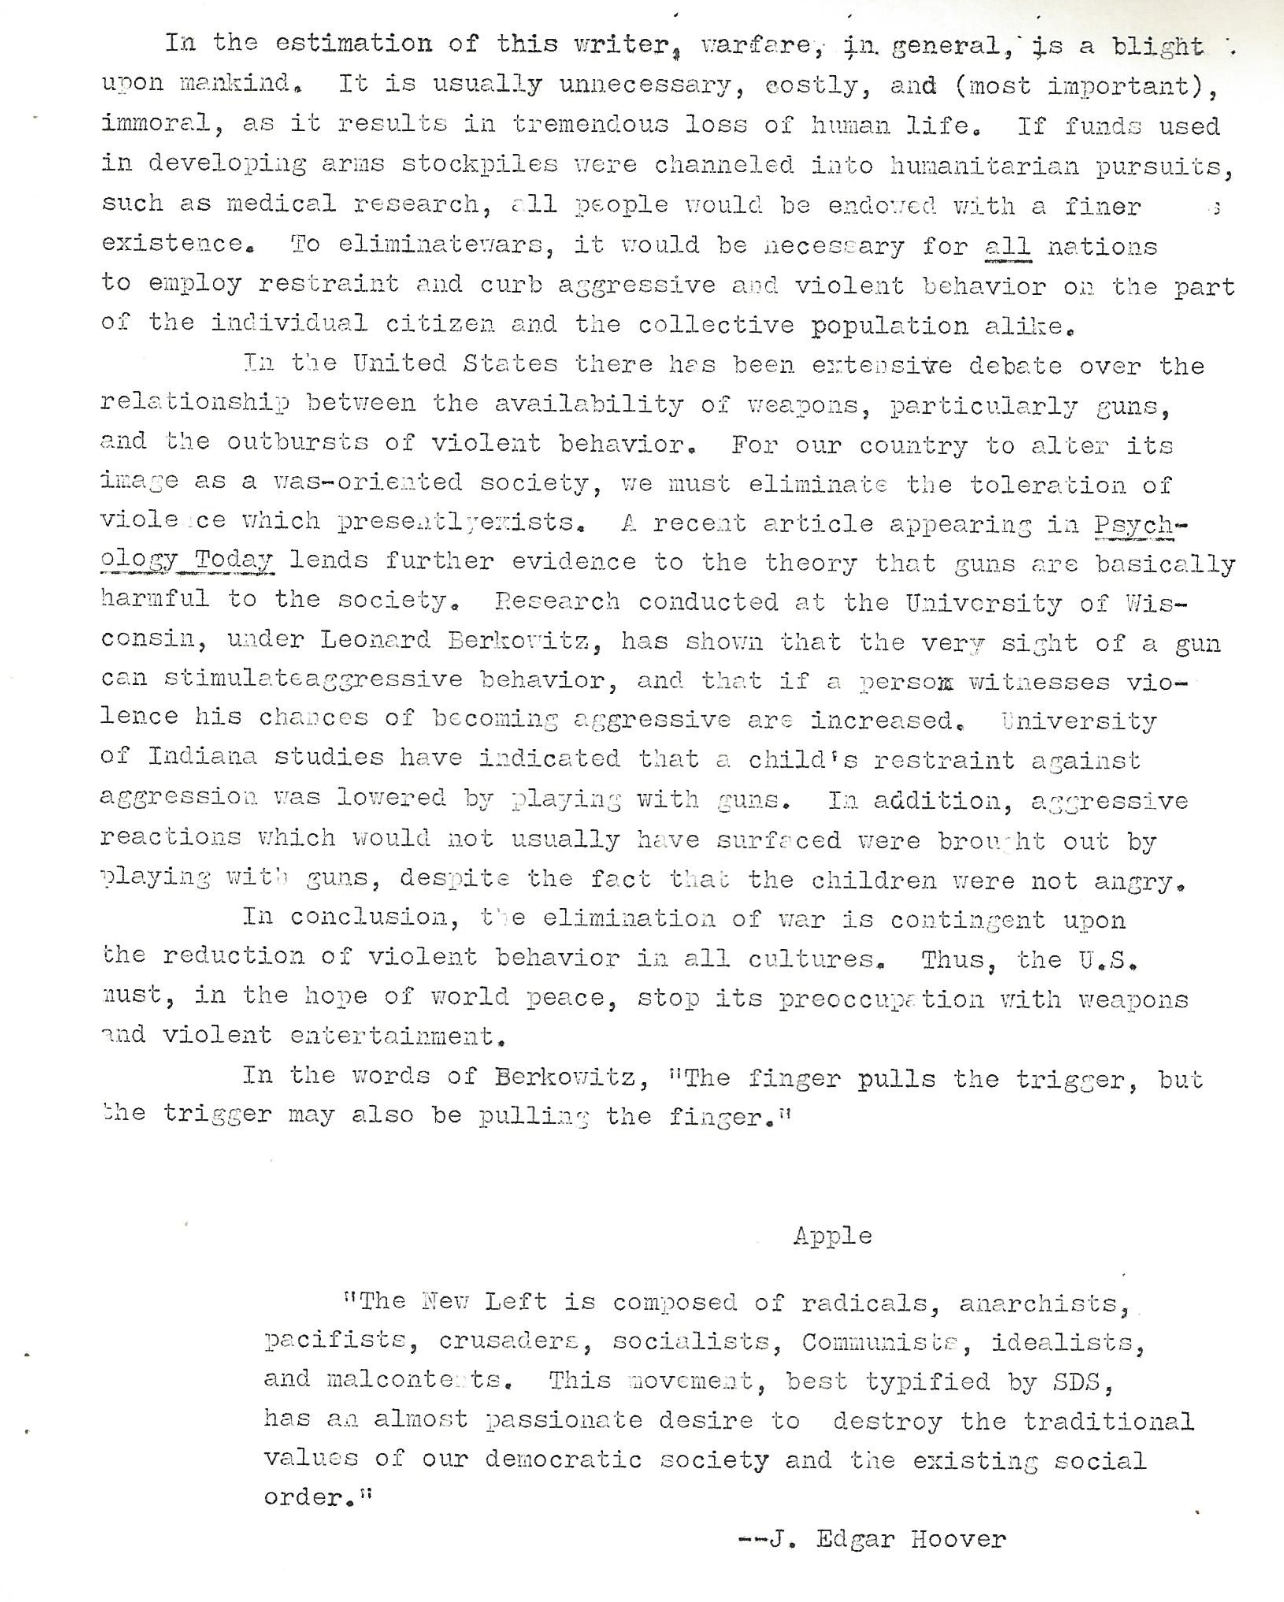 In the estimation of this writer, warfare, in general, is a blight
upon mankind. It is usually unnecessary, costly, and (most important),
immoral, as it results in tremendous loss of human life. If funds used
in developing arms stockpiles were channeled into humanitarian pursuits,
such as medical research, all people would be endowed with a finer
existence. To eliminatewars, it would be necessary for all nations
to employ restraint and curb aggressive and violent behavior on the part
of the individual citizen and the collective population alike.
In the United States there has been extensive debate over the
relationship between the availability of weapons, particularly guns,
and the outbursts of violent behavior. For our country to alter its
image as a was-oriented society, we must eliminate the toleration of
viole ce which presentlyexists. A recent article appearing in Psych-
ology Today lends further evidence to the theory that guns are basically
harmful to the society. Research conducted at the University of Wis-
consin, under Leonard Berkowitz, has shown that the very sight of a gun
can stimulateaggressive behavior, and that if a person witnesses vio-
lence his chances of becoming aggressive are increased. University
of Indiana studies have indicated that a child's restraint against
aggression was lowered by playing with guns. In addition, aggressive
reactions which would not usually have surfaced were brought out by
playing with guns, despite the fact that the children were not angry.
In conclusion, the elimination of war is contingent upon
the reduction of violent behavior in all cultures. Thus, the U.S.
must, in the hope of world peace, stop its preoccupation with weapons
and violent entertainment.
In the words of Berkowitz, "The finger pulls the trigger, but
the trigger may also be pulling the finger."
Apple
"The New Left is composed of radicals, anarchists,
pacifists, crusaders, socialists, Communists, idealists,
and malcontents. This movement, best typified by SDS,
has an almost passionate desire to destroy the traditional
values of our democratic society and the existing social
order."
--J. Edgar Hoover